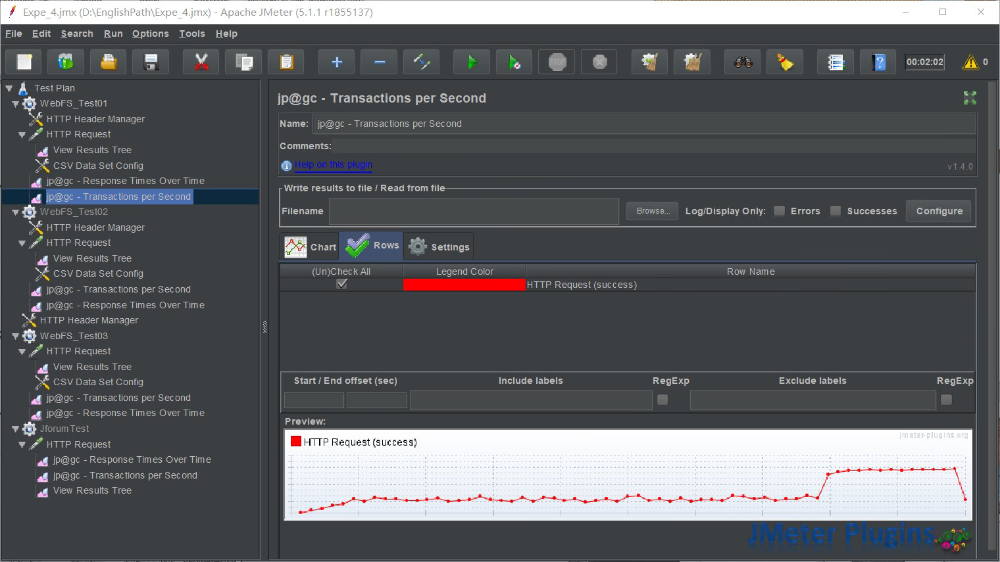 Expe_4.jmx (D:\EnglishPath\Expe_4.jmx) - Apache JMeter (5.1.1 r1855137)
File Edit Search Run Options Tools Help
STOP
00:02:02
0
Test Plan
WebFS_Test01
HTTP Header Manager
HTTP Request
View Results Tree
CSV Data Set Config
jp@gc - Response Times Over Time
jp@gc - Transactions per Second
WebFS_Test02
HTTP Header Manager
HTTP Request
View Results Tree
CSV Data Set Config
jp@gc - Transactions per Second
jp@gc - Response Times Over Time
HTTP Header Manager
WebFS_Test03
HTTP Request
View Results Tree
CSV Data Set Config
jp@gc - Transactions per Second
jp@gc - Response Times Over Time
JforumTest
HTTP Request
jp@gc - Response Times Over Time
jp@gc - Transactions per Second
View Results Tree
jp@gc - Transactions per Second
Name: jp@gc - Transactions per Second
Comments:
Help on this plugin
v1.4.0
Write results to file / Read from file
Filename Browse... Log/Display Only: Errors Successes Configure
Chart Rows Settings
(Un)Check All Legend Color Row Name
HTTP Request (success)
Start / End offset (sec) Include labels RegExp Exclude labels RegExp
Preview:
jmeter-plugins.org
HTTP Request (success)
JMeter Plugins